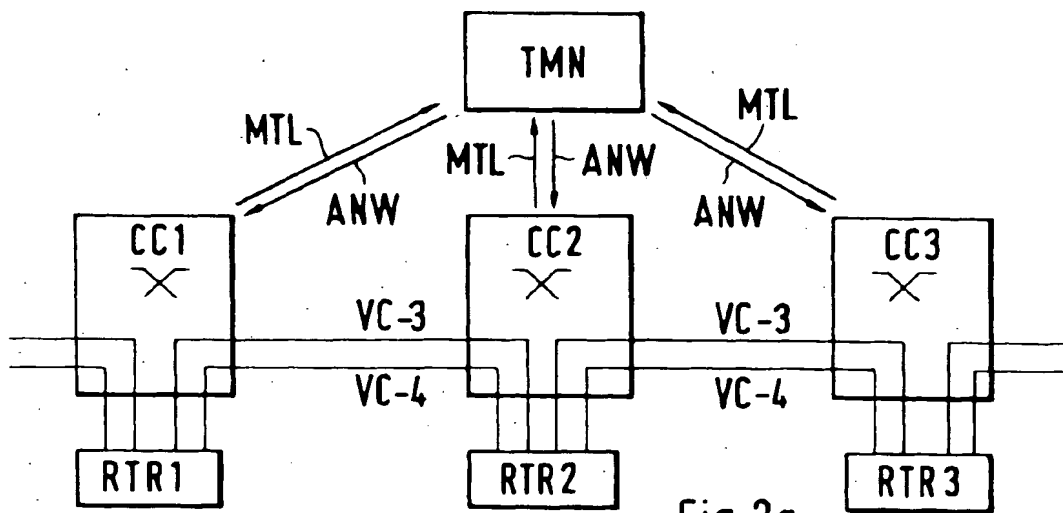 TMN
MTL
MTL
ANW
MTL
ANW
ANW
CC1
CC2
CC3
VC-3
VC-3
VC-4
VC-4
RTR1
RTR2
RTR3